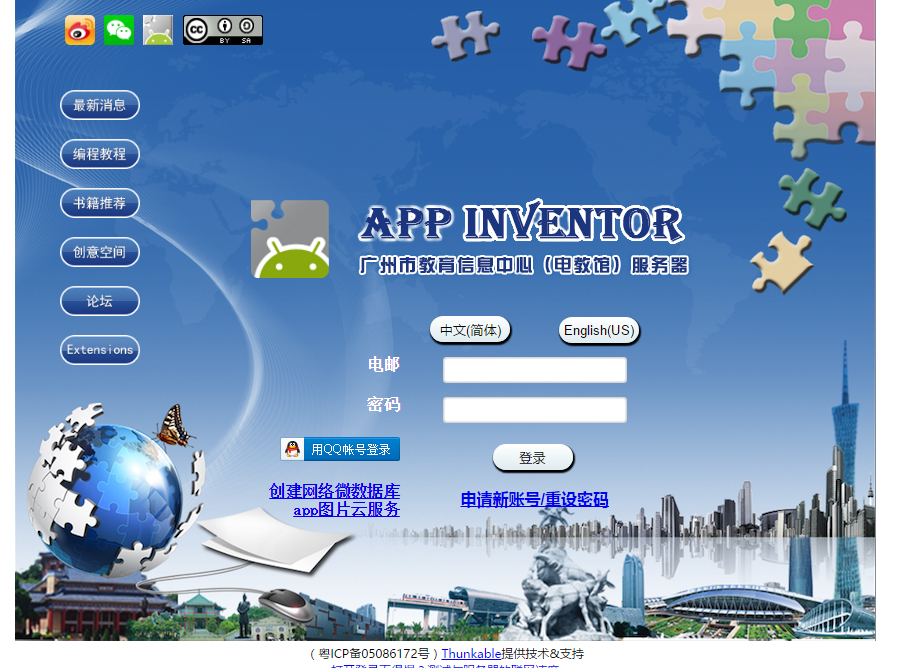 cc BY SA
最新消息
编程教程
书籍推荐
创意空间
论坛
Extensions
APP INVENTOR
广州市教育信息中心（电教馆）服务器
中文(简体)
English(US)
电邮
密码
用QQ帐号登录
登录
创建网络微数据库
app图片云服务
申请新账号/重设密码
（ 粤ICP备05086172号 ）Thunkable提供技术&支持